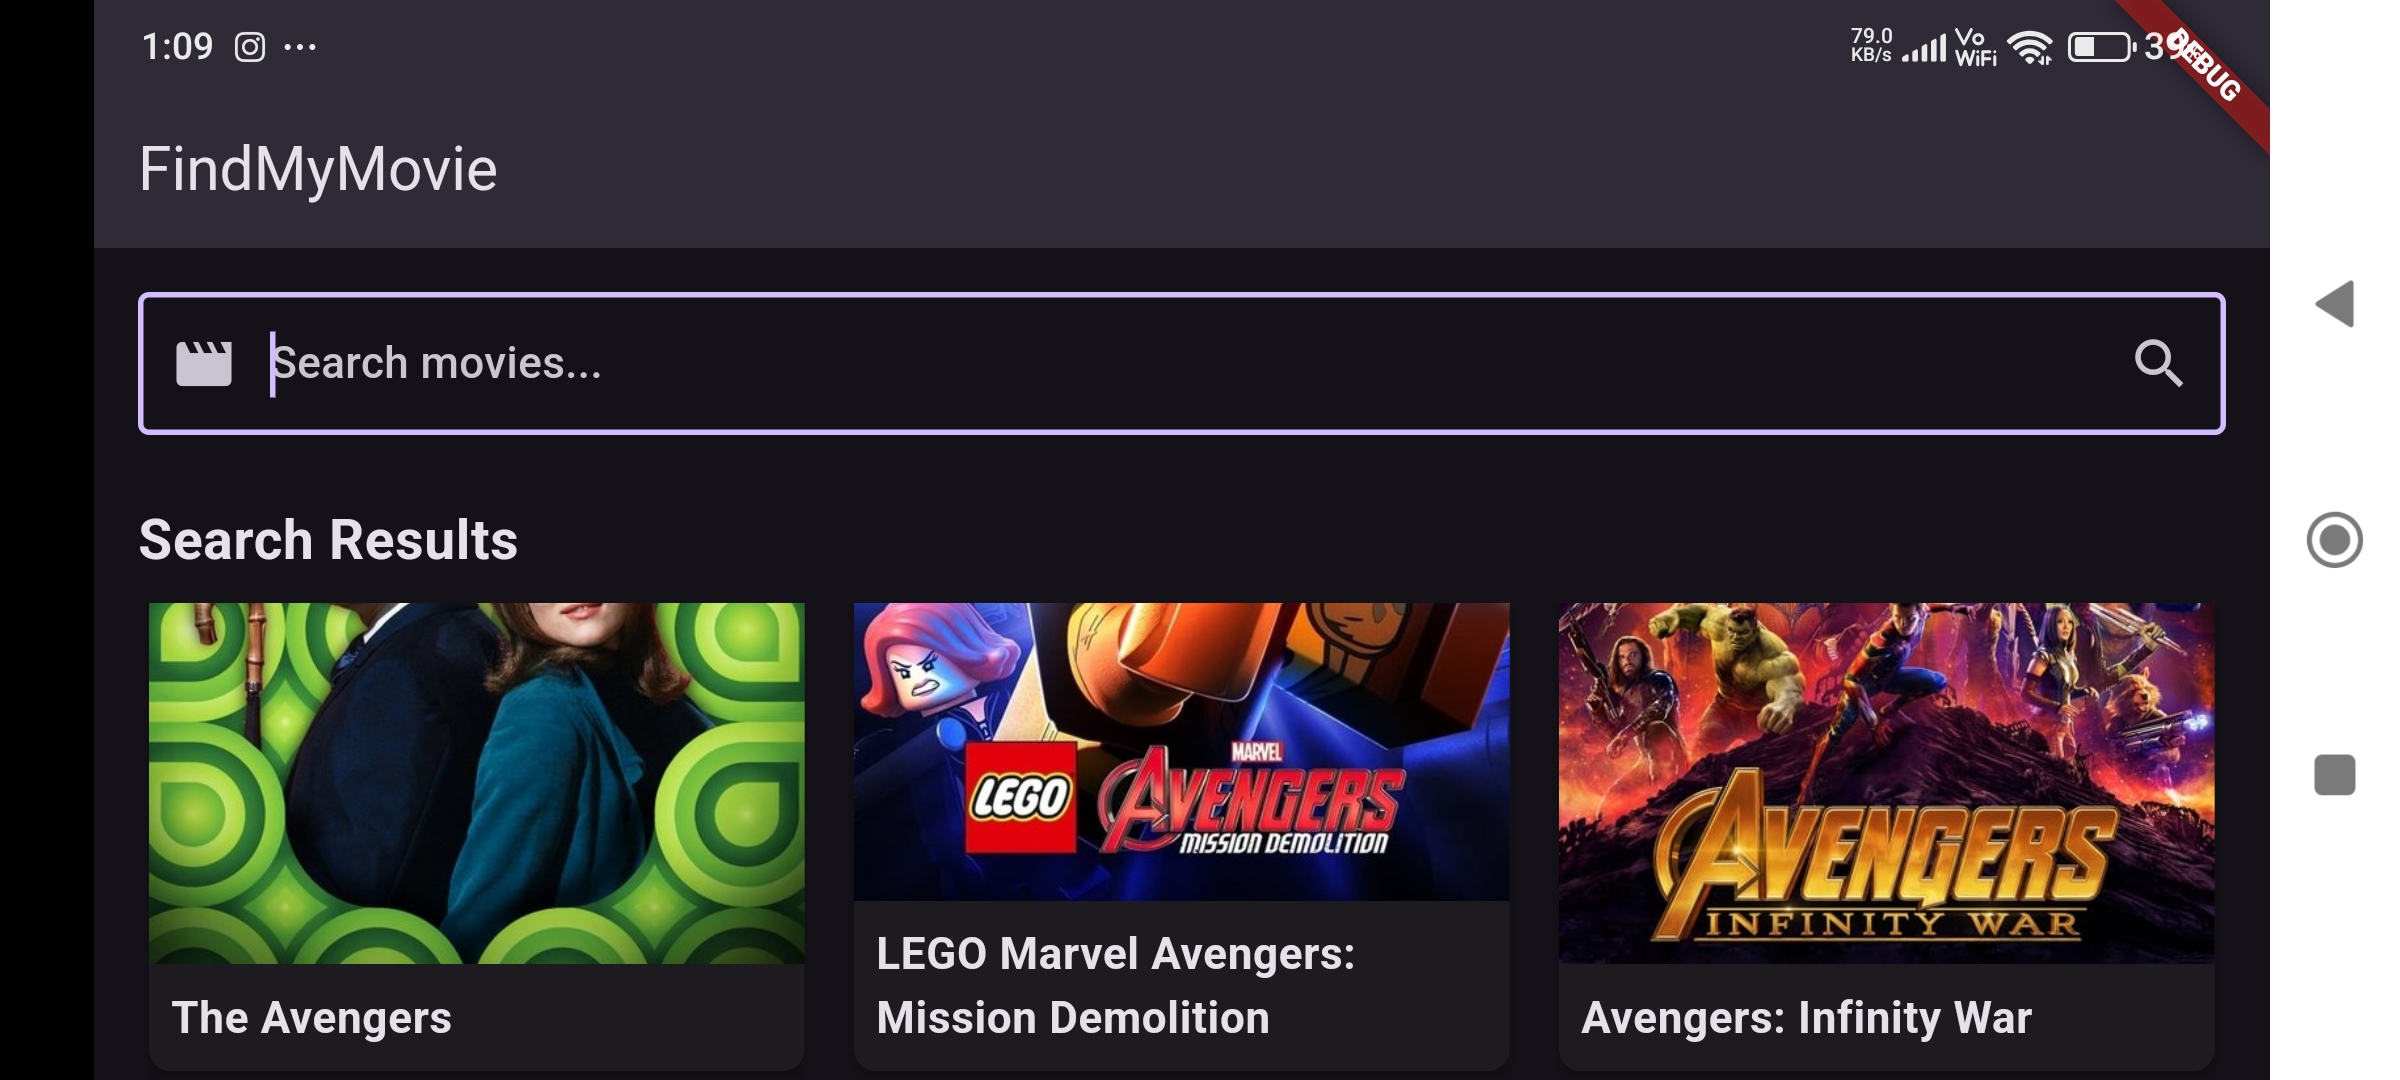 1:09 ...
79.0
KB/s
Vo
WiFi
DEBUG
FindMyMovie
Search movies...
Search Results
MARVEL
LEGO AVENGERS
MISSION DEMOLITION
AVENGERS
INFINITY WAR
The Avengers
LEGO Marvel Avengers:
Mission Demolition
Avengers: Infinity War